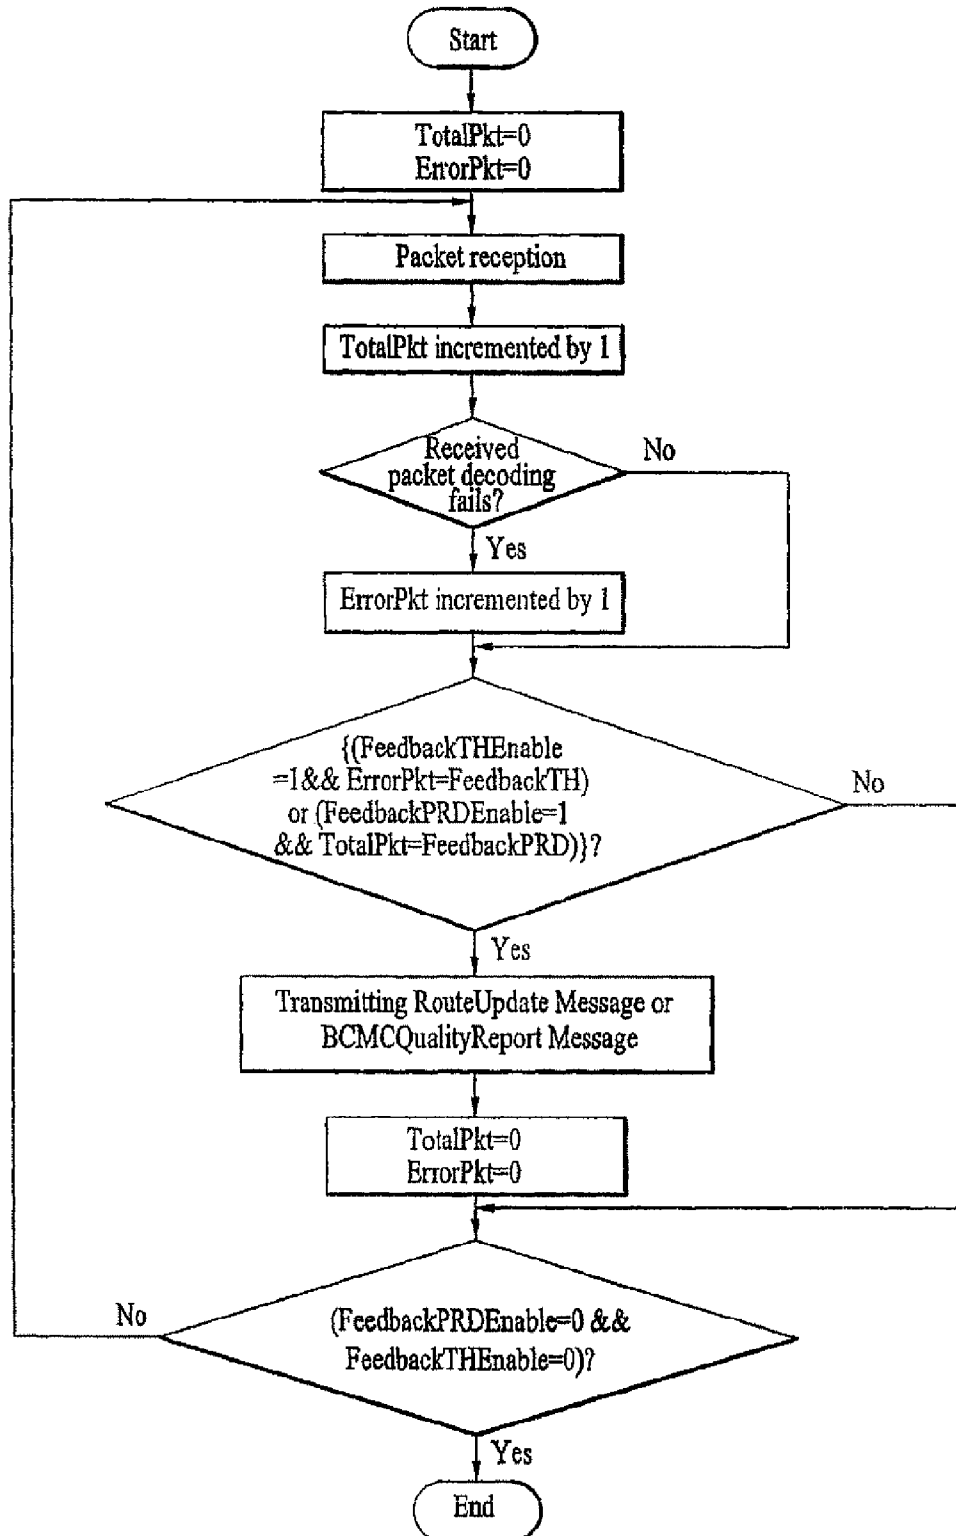 Start
TotalPkt=0
ErrorPkt=0
Packet reception
TotalPkt incremented by 1
Received
packet decoding
fails?
No
Yes
ErrorPkt incremented by 1
{(FeedbackTHEnable
=1&& ErrorPkt=FeedbackTH)
or (FeedbackPRDEnable=1
&& TotalPkt=FeedbackPRD)}?
No
Yes
Transmitting RouteUpdate Message or
BCMCQualityReport Message
TotalPkt=0
ErrorPkt=0
No
(FeedbackPRDEnable=0 &&
FeedbackTHEnable=0)?
Yes
End